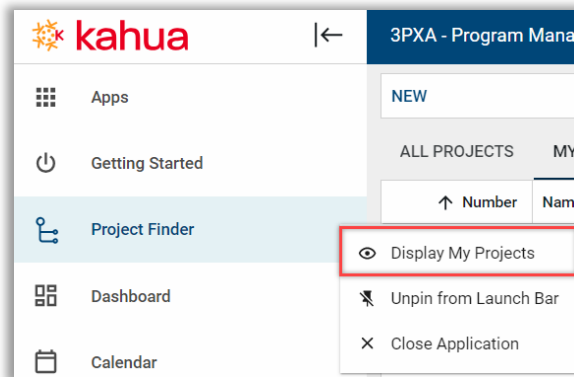 kahua
3PXA - Program Mana
Apps
NEW
Getting Started
ALL PROJECTS MY
Number Nam
Project Finder
Display My Projects
Dashboard
Unpin from Launch Bar
Close Application
Calendar